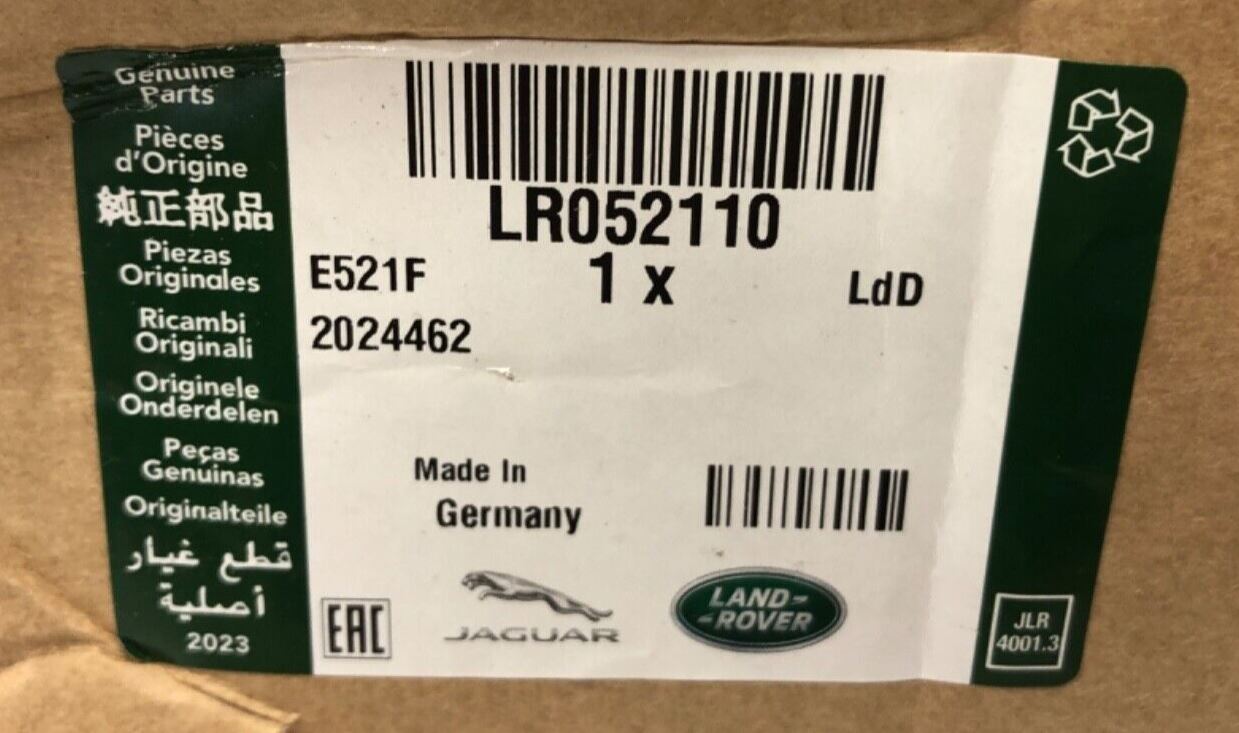 Genuine
Parts
Pièces
d'Origine
純正部品
Piezas
Originales
Ricambi
Originali
Originele
Onderdelen
Peças
Genuinas
Originalteile
قطع غيار
أصلية
2023
LR052110
E521F
1 x
LdD
2024462
Made In
Germany
EAC
JAGUAR
LAND-
-ROVER
JLR
4001.3